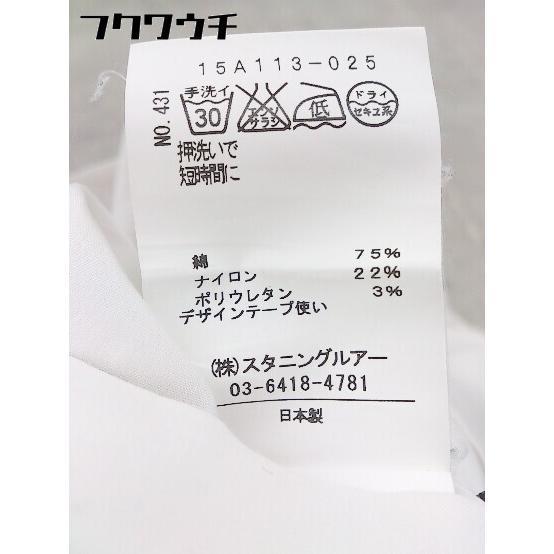 フクワウチ
15A113-025
NO.431
手洗イ
30
エンソ
サラシ
低
ドライ
セキユ系
押洗いで
短時間に
綿 75%
ナイロン 22%
ポリウレタン 3%
デザインテープ使い
(株)スタニングルアー
03-6418-4781
日本製